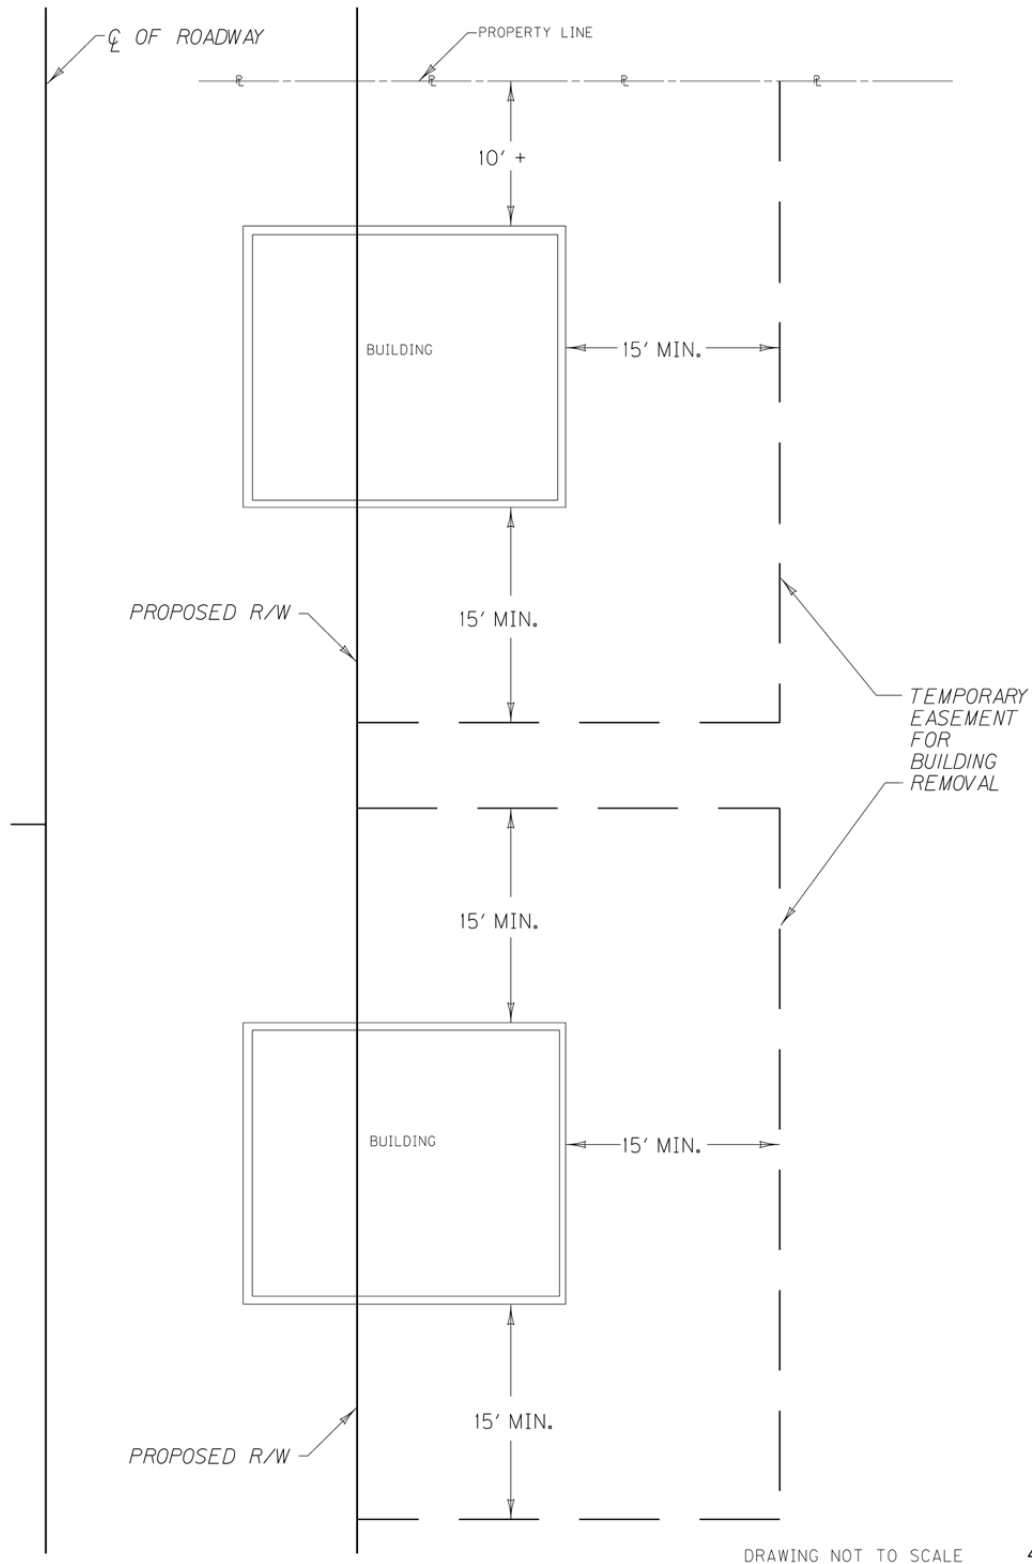 ℄ OF ROADWAY
PROPERTY LINE
℄ ℄ ℄ ℄
10' +
BUILDING
15' MIN.
15' MIN.
PROPOSED R/W
TEMPORARY
EASEMENT
FOR
BUILDING
REMOVAL
15' MIN.
BUILDING
15' MIN.
15' MIN.
PROPOSED R/W
DRAWING NOT TO SCALE